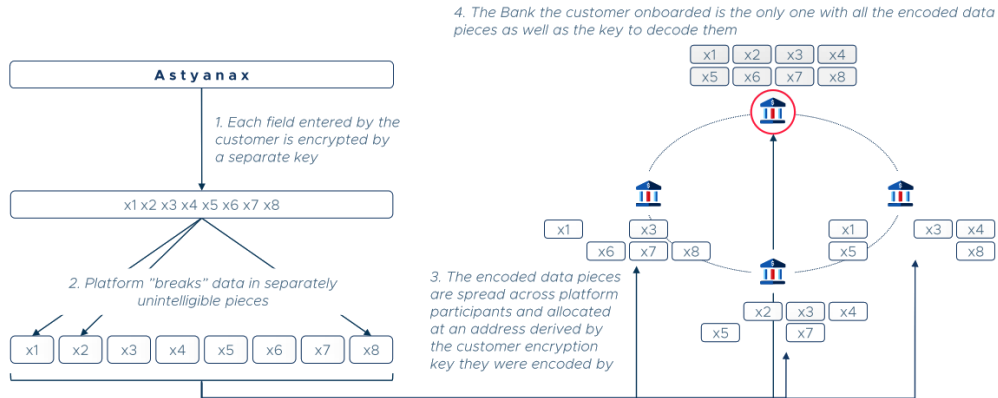 4. The Bank the customer onboarded is the only one with all the encoded data
pieces as well as the key to decode them
x1 x2 x3 x4
x5 x6 x7 x8
Astyanax
1. Each field entered by the
customer is encrypted by
a separate key
x1 x2 x3 x4 x5 x6 x7 x8
2. Platform "breaks" data in separately
unintelligible pieces
x1 x2 x3 x4 x5 x6 x7 x8
3. The encoded data pieces
are spread across platform
participants and allocated
at an address derived by
the customer encryption
key they were encoded by
x1 x3
x6 x7 x8
x2 x3 x4
x5 x7
x1
x5
x3 x4
x8